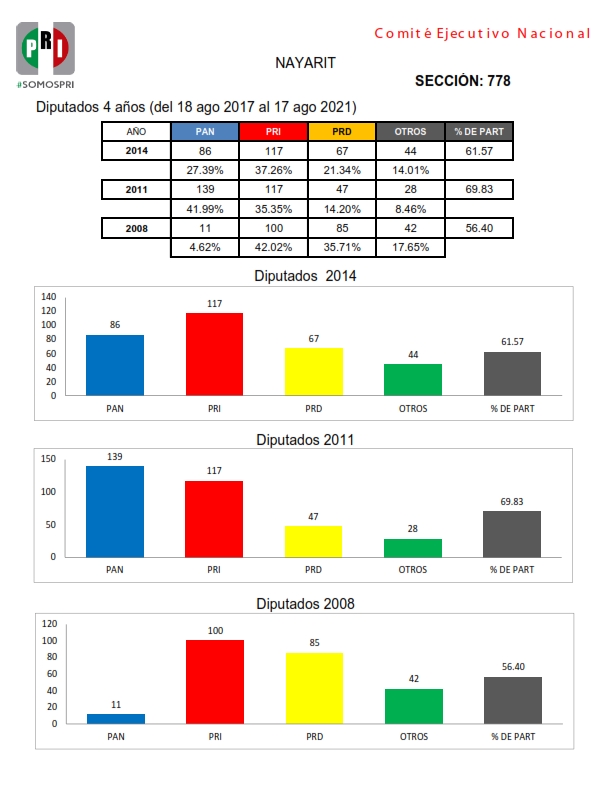 Comité Ejecutivo Nacional
PRI
#SOMOSPRI
NAYARIT
SECCIÓN: 778
Diputados 4 años (del 18 ago 2017 al 17 ago 2021)
AÑO PAN PRI PRD OTROS % DE PART
2014 86 117 67 44 61.57
27.39% 37.26% 21.34% 14.01%
2011 139 117 47 28 69.83
41.99% 35.35% 14.20% 8.46%
2008 11 100 85 42 56.40
4.62% 42.02% 35.71% 17.65%
Diputados 2014
140
120
100
80
60
40
20
0
86 117 67 44 61.57
PAN PRI PRD OTROS % DE PART
Diputados 2011
150
100
50
0
139 117 47 28 69.83
PAN PRI PRD OTROS % DE PART
Diputados 2008
120
100
80
60
40
20
0
11 100 85 42 56.40
PAN PRI PRD OTROS % DE PART